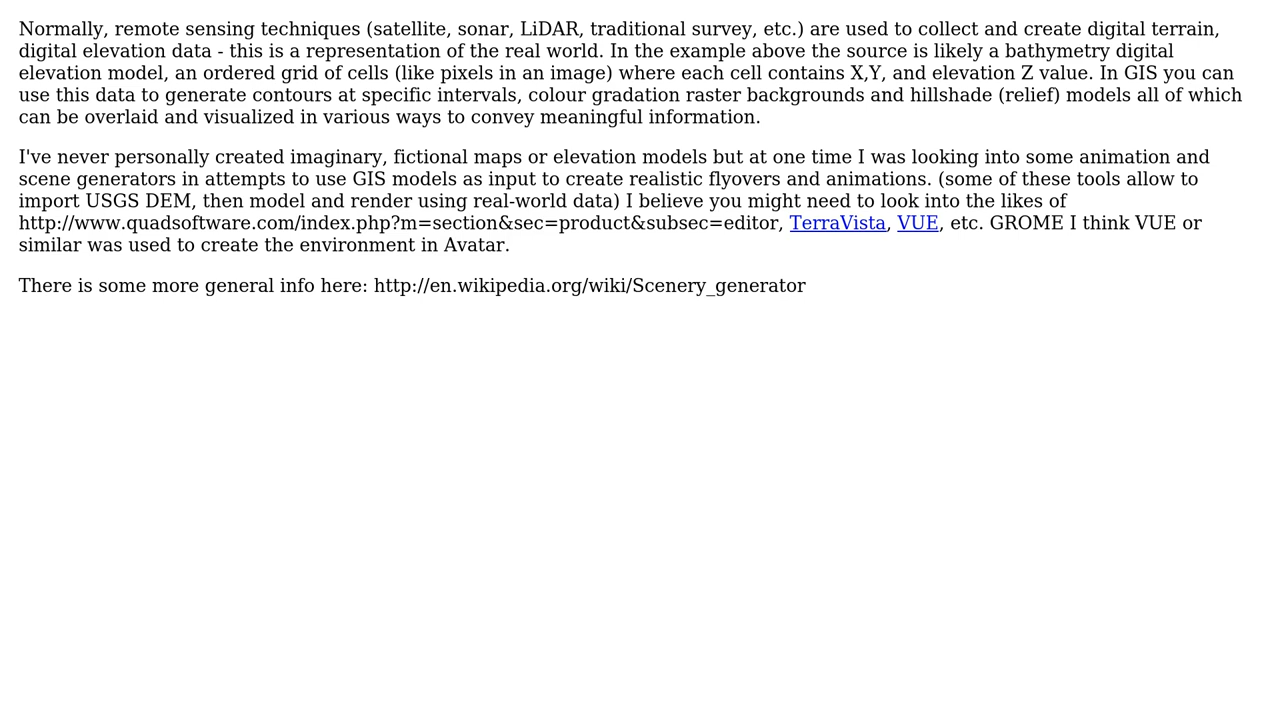 Normally, remote sensing techniques (satellite, sonar, LiDAR, traditional survey, etc.) are used to collect and create digital terrain,
digital elevation data - this is a representation of the real world. In the example above the source is likely a bathymetry digital
elevation model, an ordered grid of cells (like pixels in an image) where each cell contains X,Y, and elevation Z value. In GIS you can
use this data to generate contours at specific intervals, colour gradation raster backgrounds and hillshade (relief) models all of which
can be overlaid and visualized in various ways to convey meaningful information.
I've never personally created imaginary, fictional maps or elevation models but at one time I was looking into some animation and
scene generators in attempts to use GIS models as input to create realistic flyovers and animations. (some of these tools allow to
import USGS DEM, then model and render using real-world data) I believe you might need to look into the likes of
http://www.quadsoftware.com/index.php?m=section&sec=product&subsec=editor, TerraVista, VUE, etc. GROME I think VUE or
similar was used to create the environment in Avatar.
There is some more general info here: http://en.wikipedia.org/wiki/Scenery_generator